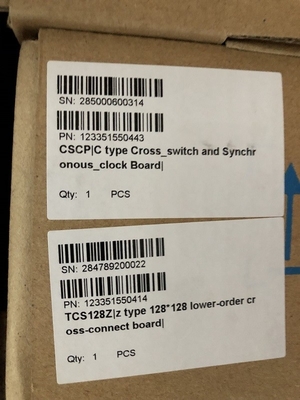 SN: 285000600314
PN: 123351550443
CSCP|C type Cross_switch and Synchr
onous_clock Board|
Qty: 1 PCS
SN: 284789200022
PN: 123351550414
TCS128Z|z type 128*128 lower-order cr
oss-connect board|
Qty: 1 PCS